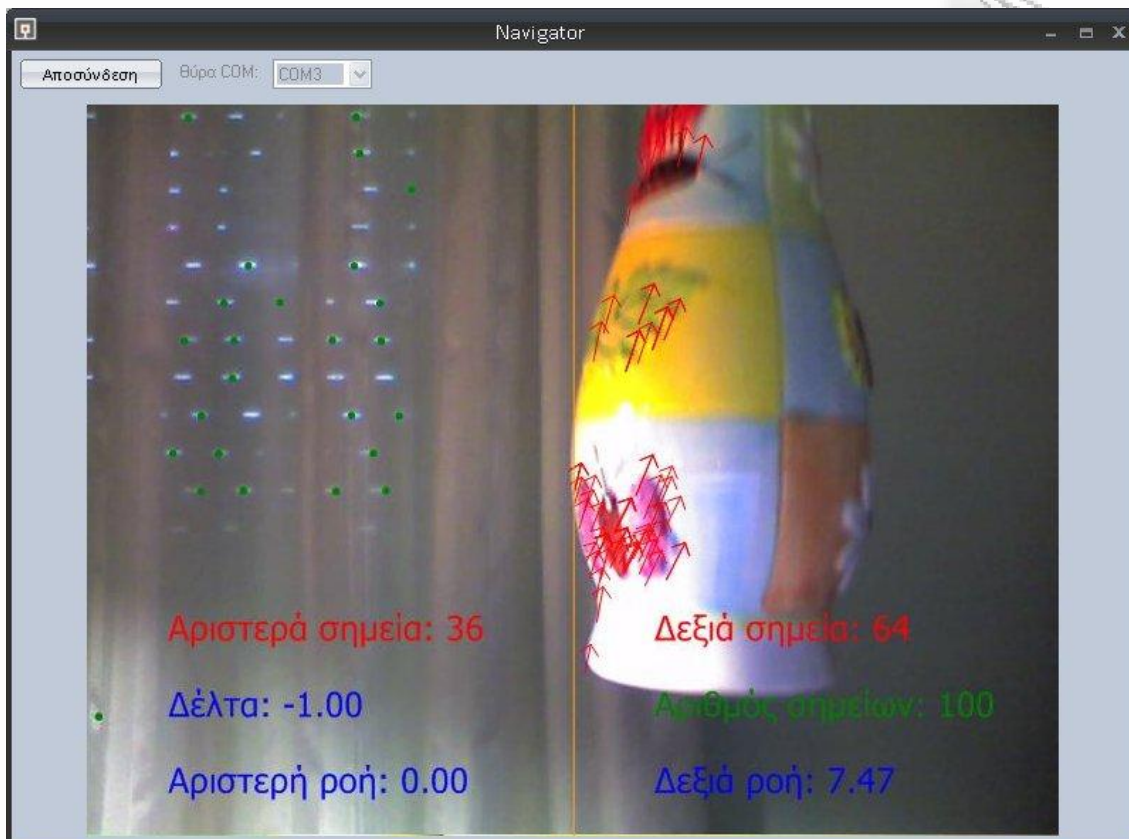 Navigator
Αποσύνδεση Θύρα COM: COM3
Αριστερά σημεία: 36 Δεξιά σημεία: 64
Δέλτα: -1.00 Αριθμός σημείων: 100
Αριστερή ροή: 0.00 Δεξιά ροή: 7.47